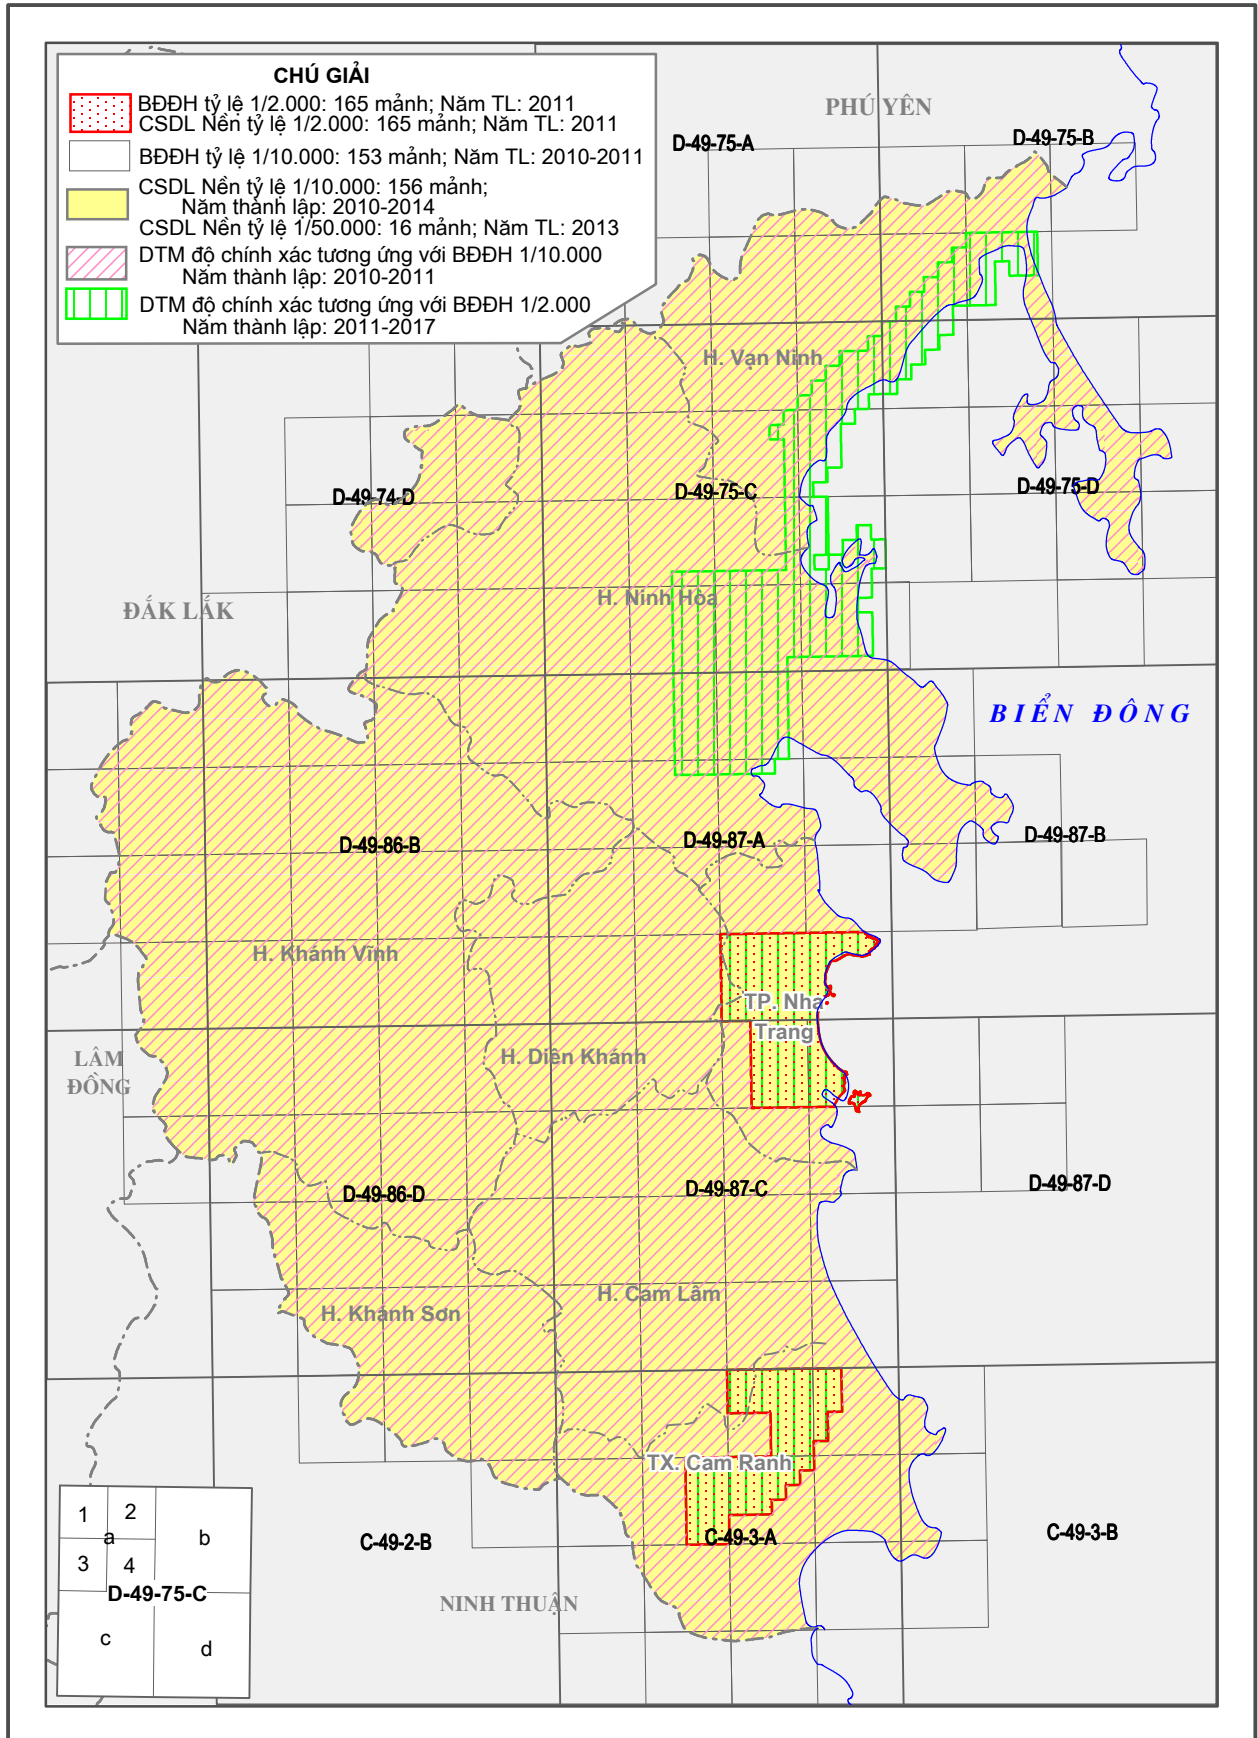 CHÚ GIẢI
BĐĐH tỷ lệ 1/2.000: 165 mảnh; Năm TL: 2011
CSDL Nền tỷ lệ 1/2.000: 165 mảnh; Năm TL: 2011
BĐĐH tỷ lệ 1/10.000: 153 mảnh; Năm TL: 2010-2011
CSDL Nền tỷ lệ 1/10.000: 156 mảnh;
Năm thành lập: 2010-2014
CSDL Nền tỷ lệ 1/50.000: 16 mảnh; Năm TL: 2013
DTM độ chính xác tương ứng với BĐĐH 1/10.000
Năm thành lập: 2010-2011
DTM độ chính xác tương ứng với BĐĐH 1/2.000
Năm thành lập: 2011-2017
PHÚ YÊN
D-49-75-A
D-49-75-B
H. Vạn Ninh
D-49-74-D
D-49-75-C
D-49-75-D
ĐẮK LẮK
H. Ninh Hòa
BIỂN ĐÔNG
D-49-86-B
D-49-87-A
D-49-87-B
H. Khánh Vĩnh
TP. Nha
Trang
LÂM
ĐỒNG
H. Diên Khánh
D-49-86-D
D-49-87-C
D-49-87-D
H. Khánh Sơn
H. Cam Lâm
TX. Cam Ranh
C-49-2-B
C-49-3-A
C-49-3-B
NINH THUẬN
1
2
a
b
3
4
D-49-75-C
c
d